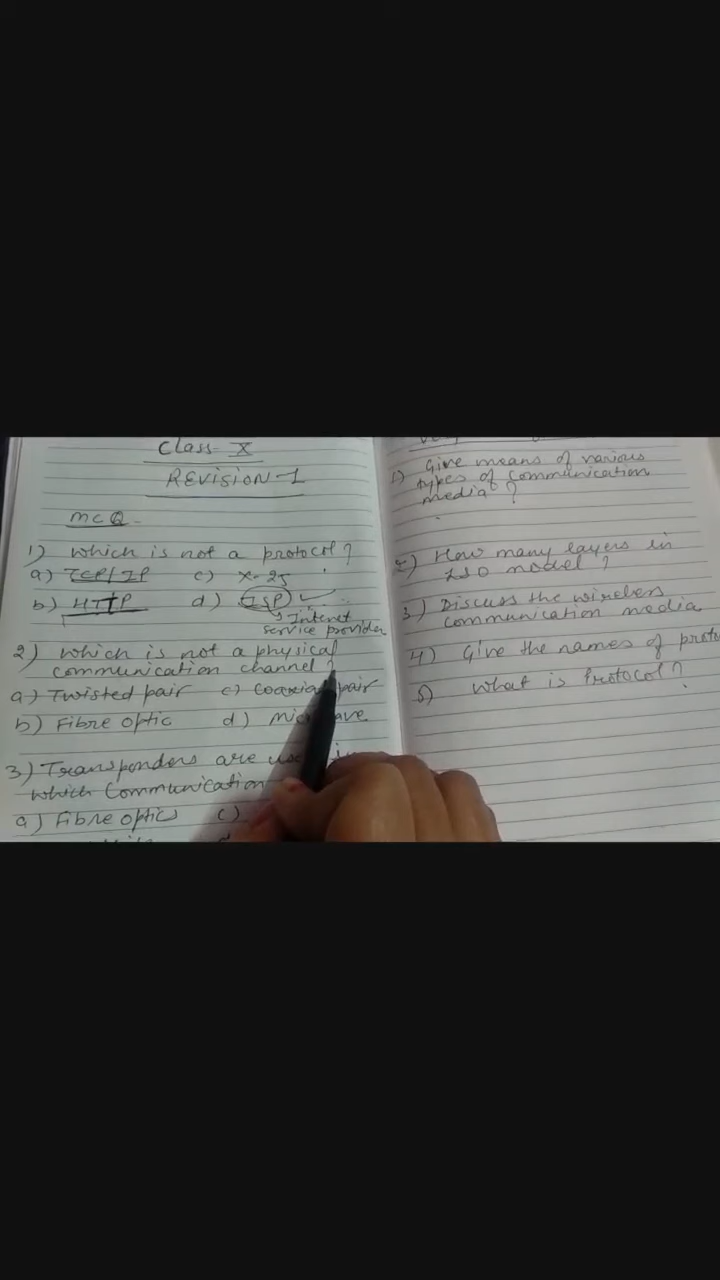 Class-X
REVISION-1
MCQ
1) Which is not a protocol?
a) TCP/IP c) X-25
b) HTTP d) ISP
Internet
service provider
2) Which is not a physical
communication channel?
a) Twisted pair c) Coaxial pair
b) Fibre optic d)
3) Transponders are
which Communication
a) Fibre optics c)
1) Give means of various
types of communication
media?
2) How many layers in
ISO model?
3) Discuss the wireless
communication media
4) Give the names of
5) What is Protocol?